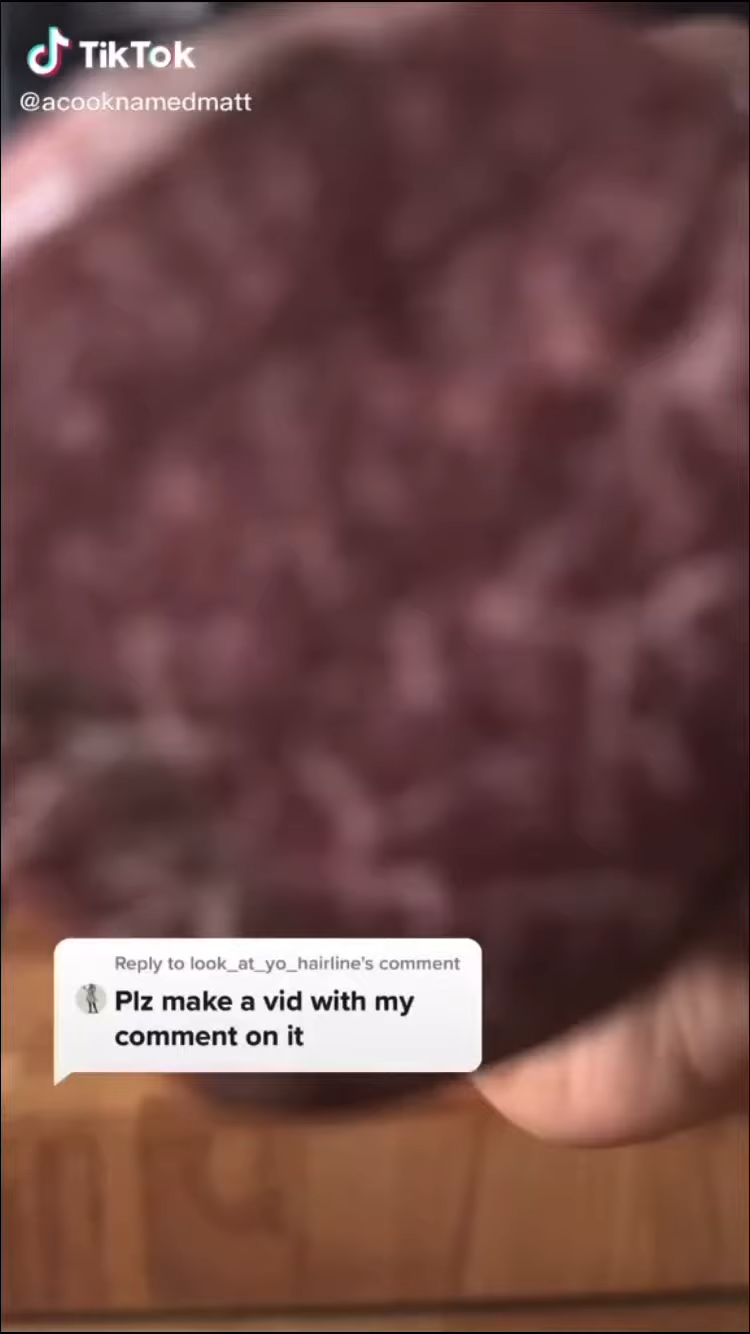 TikTok
@acooknamedmatt
Reply to look_at_yo_hairline's comment
Plz make a vid with my
comment on it